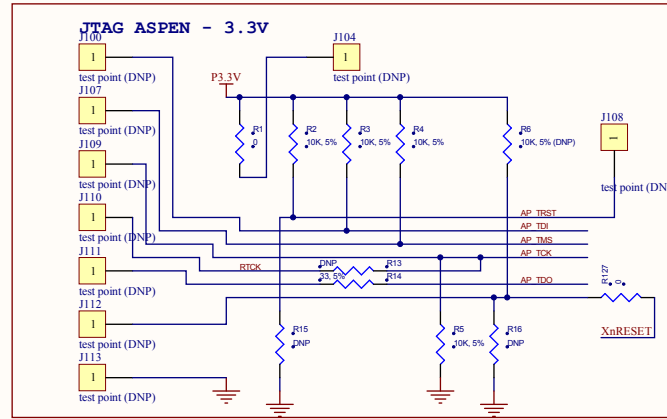 JTAG ASPEN - 3.3V
J100
1
test point (DNP)
J104
1
test point (DNP)
P3.3V
J107
1
test point (DNP)
R1
0
R2
10K, 5%
R3
10K, 5%
R4
10K, 5%
R6
10K, 5% (DNP)
J108
1
test point (DN
J109
1
test point (DNP)
J110
1
test point (DNP)
AP_TRST
AP_TDI
AP_TMS
AP_TCK
J111
1
test point (DNP)
RTCK
DNP
R13
33, 5%
R14
AP_TDO
R127
0
J112
1
test point (DNP)
R15
DNP
R5
10K, 5%
R16
DNP
XnRESET
J113
1
test point (DNP)